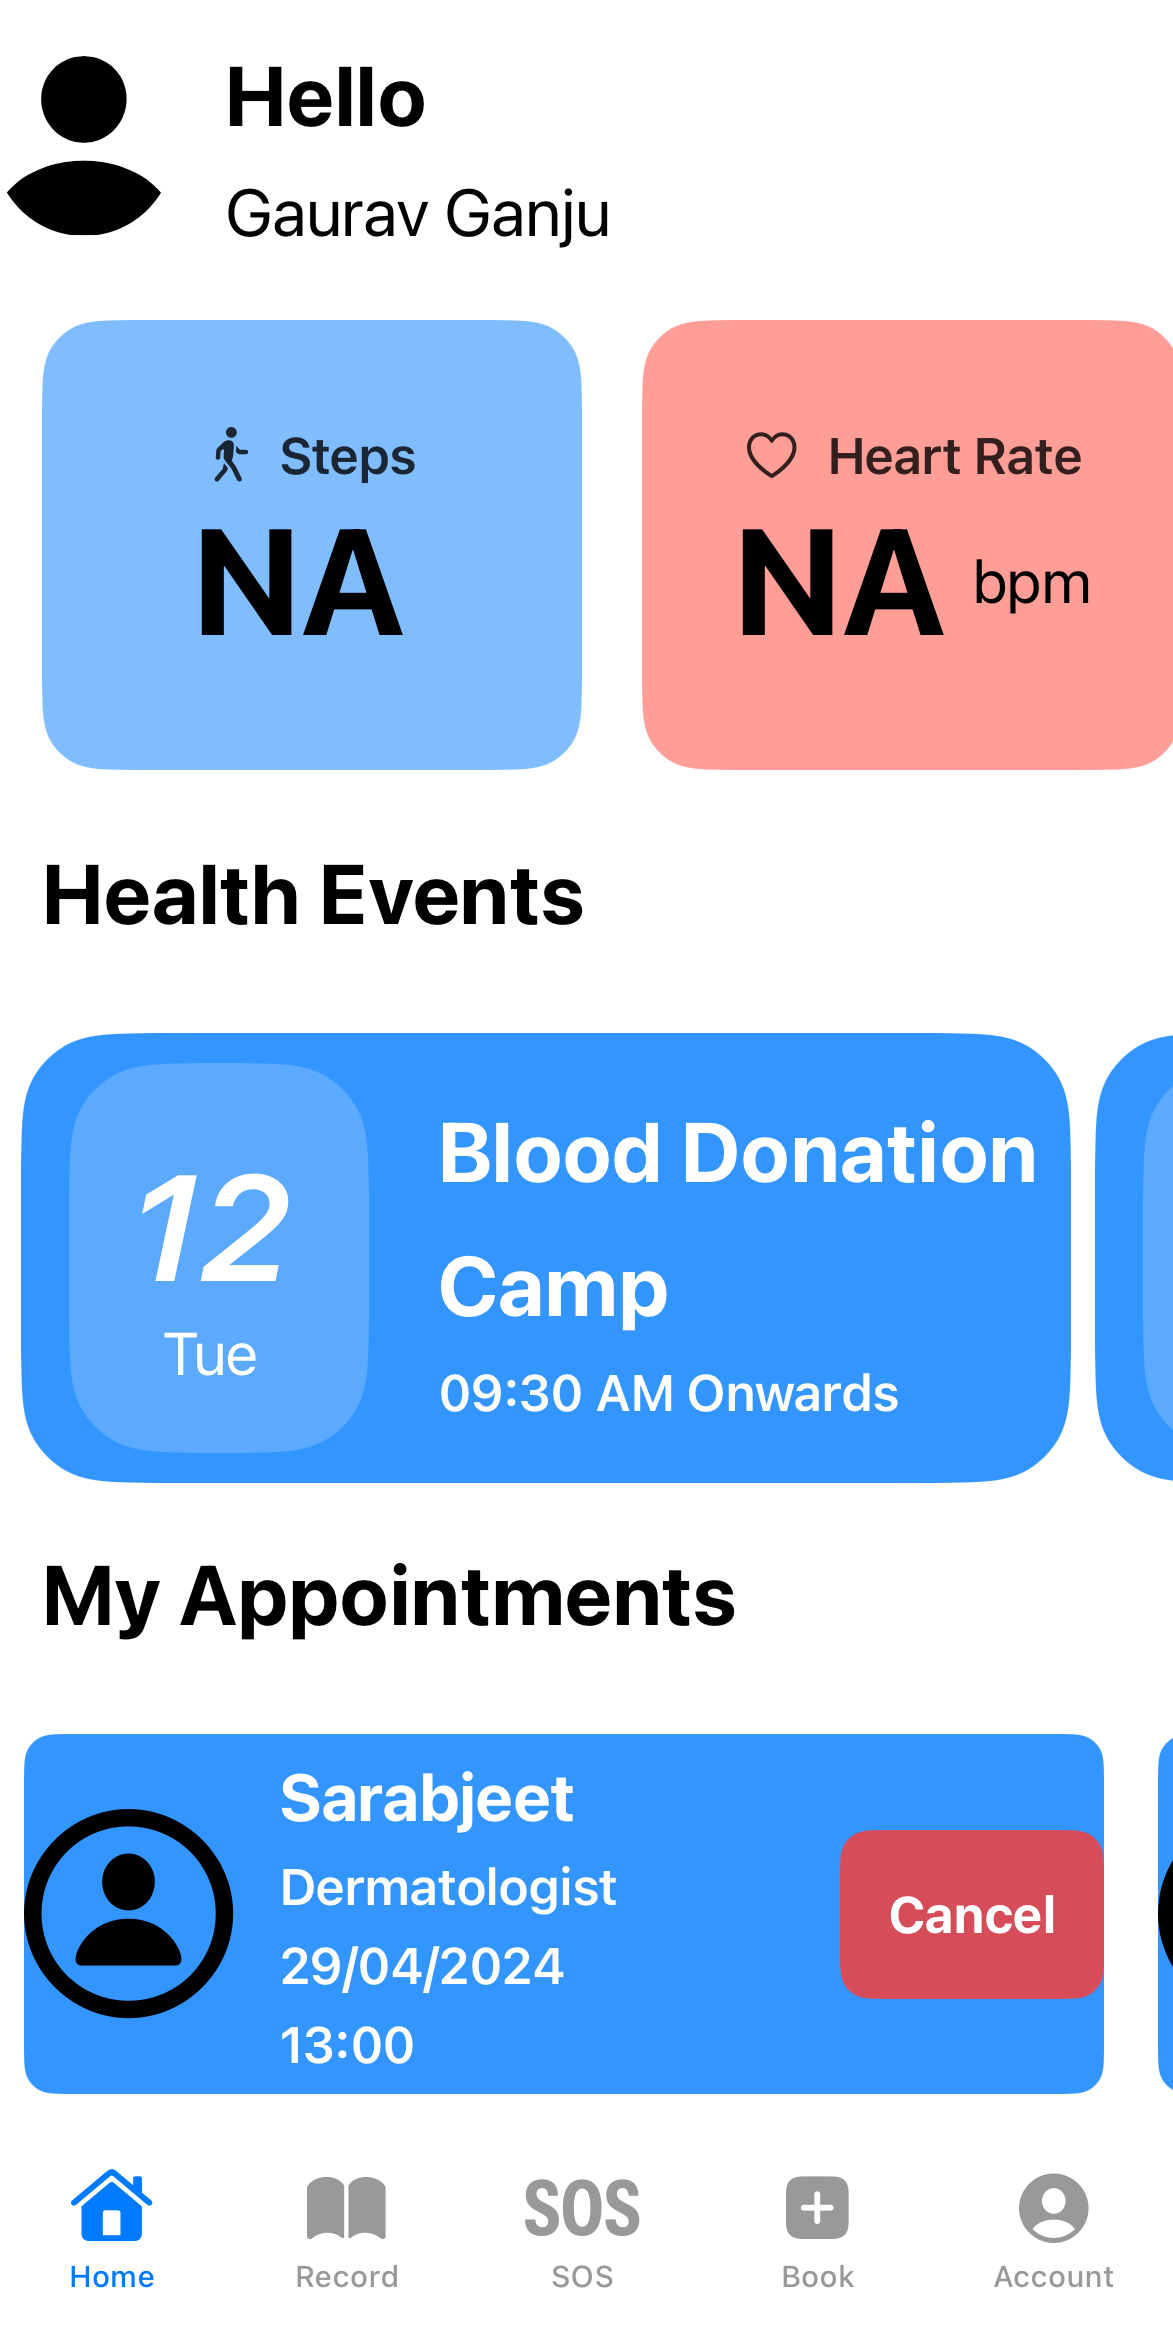 Hello
Gaurav Ganju
Steps
NA
Heart Rate
NA bpm
Health Events
12
Tue
Blood Donation
Camp
09:30 AM Onwards
My Appointments
Sarabjeet
Dermatologist
29/04/2024
13:00
Cancel
SOS
Home
Record
SOS
Book
Account